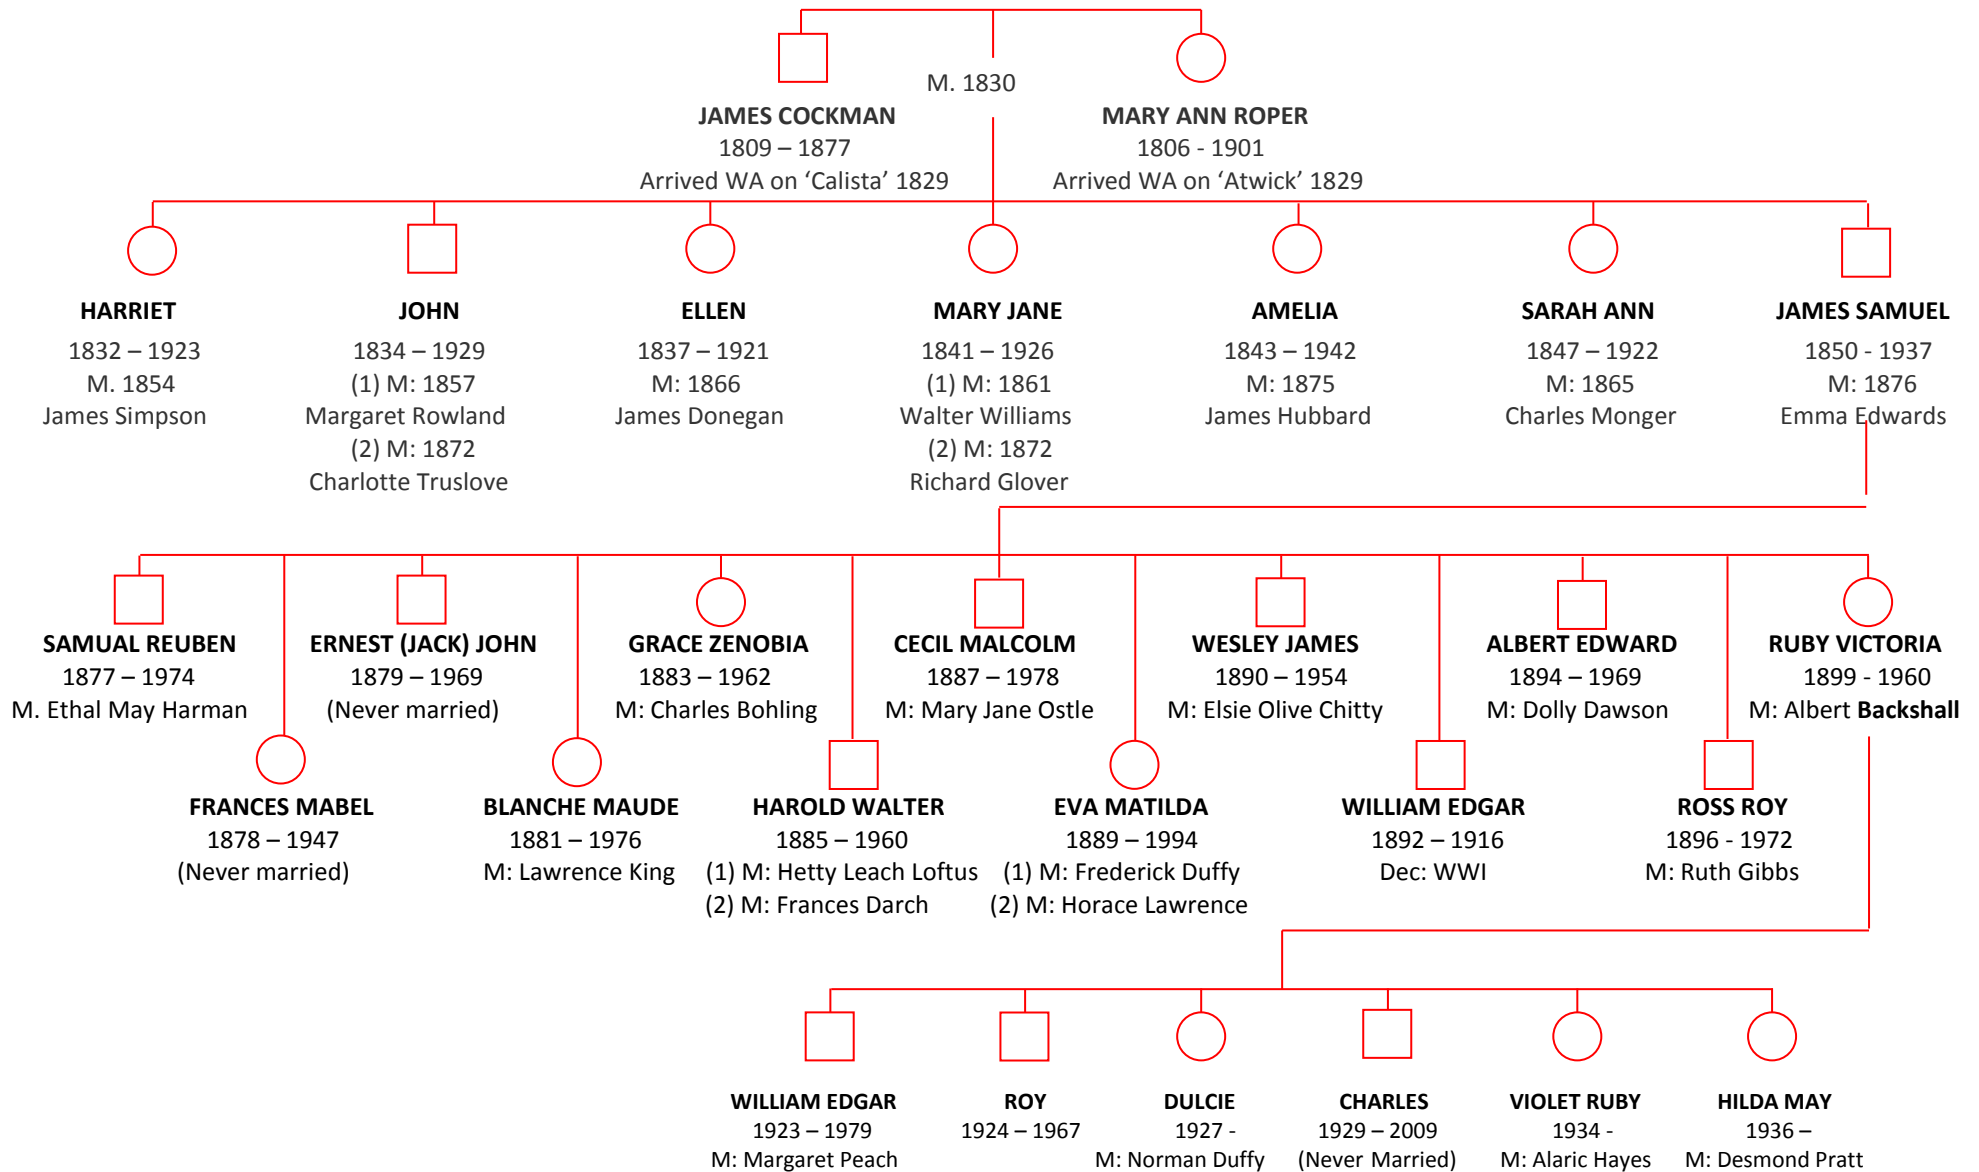 M. 1830
JAMES COCKMAN
1809 – 1877
Arrived WA on ‘Calista’ 1829
MARY ANN ROPER
1806 - 1901
Arrived WA on ‘Atwick’ 1829
HARRIET
1832 – 1923
M. 1854
James Simpson
JOHN
1834 – 1929
(1) M: 1857
Margaret Rowland
(2) M: 1872
Charlotte Truslove
ELLEN
1837 – 1921
M: 1866
James Donegan
MARY JANE
1841 – 1926
(1) M: 1861
Walter Williams
(2) M: 1872
Richard Glover
AMELIA
1843 – 1942
M: 1875
James Hubbard
SARAH ANN
1847 – 1922
M: 1865
Charles Monger
JAMES SAMUEL
1850 - 1937
M: 1876
Emma Edwards
SAMUAL REUBEN
1877 – 1974
M. Ethal May Harman
ERNEST (JACK) JOHN
1879 – 1969
(Never married)
GRACE ZENOBIA
1883 – 1962
M: Charles Bohling
CECIL MALCOLM
1887 – 1978
M: Mary Jane Ostle
WESLEY JAMES
1890 – 1954
M: Elsie Olive Chitty
ALBERT EDWARD
1894 – 1969
M: Dolly Dawson
RUBY VICTORIA
1899 - 1960
M: Albert Backshall
FRANCES MABEL
1878 – 1947
(Never married)
BLANCHE MAUDE
1881 – 1976
M: Lawrence King
HAROLD WALTER
1885 – 1960
(1) M: Hetty Leach Loftus
(2) M: Frances Darch
EVA MATILDA
1889 – 1994
(1) M: Frederick Duffy
(2) M: Horace Lawrence
WILLIAM EDGAR
1892 – 1916
Dec: WWI
ROSS ROY
1896 - 1972
M: Ruth Gibbs
WILLIAM EDGAR
1923 – 1979
M: Margaret Peach
ROY
1924 – 1967
DULCIE
1927 -
M: Norman Duffy
CHARLES
1929 – 2009
(Never Married)
VIOLET RUBY
1934 -
M: Alaric Hayes
HILDA MAY
1936 –
M: Desmond Pratt